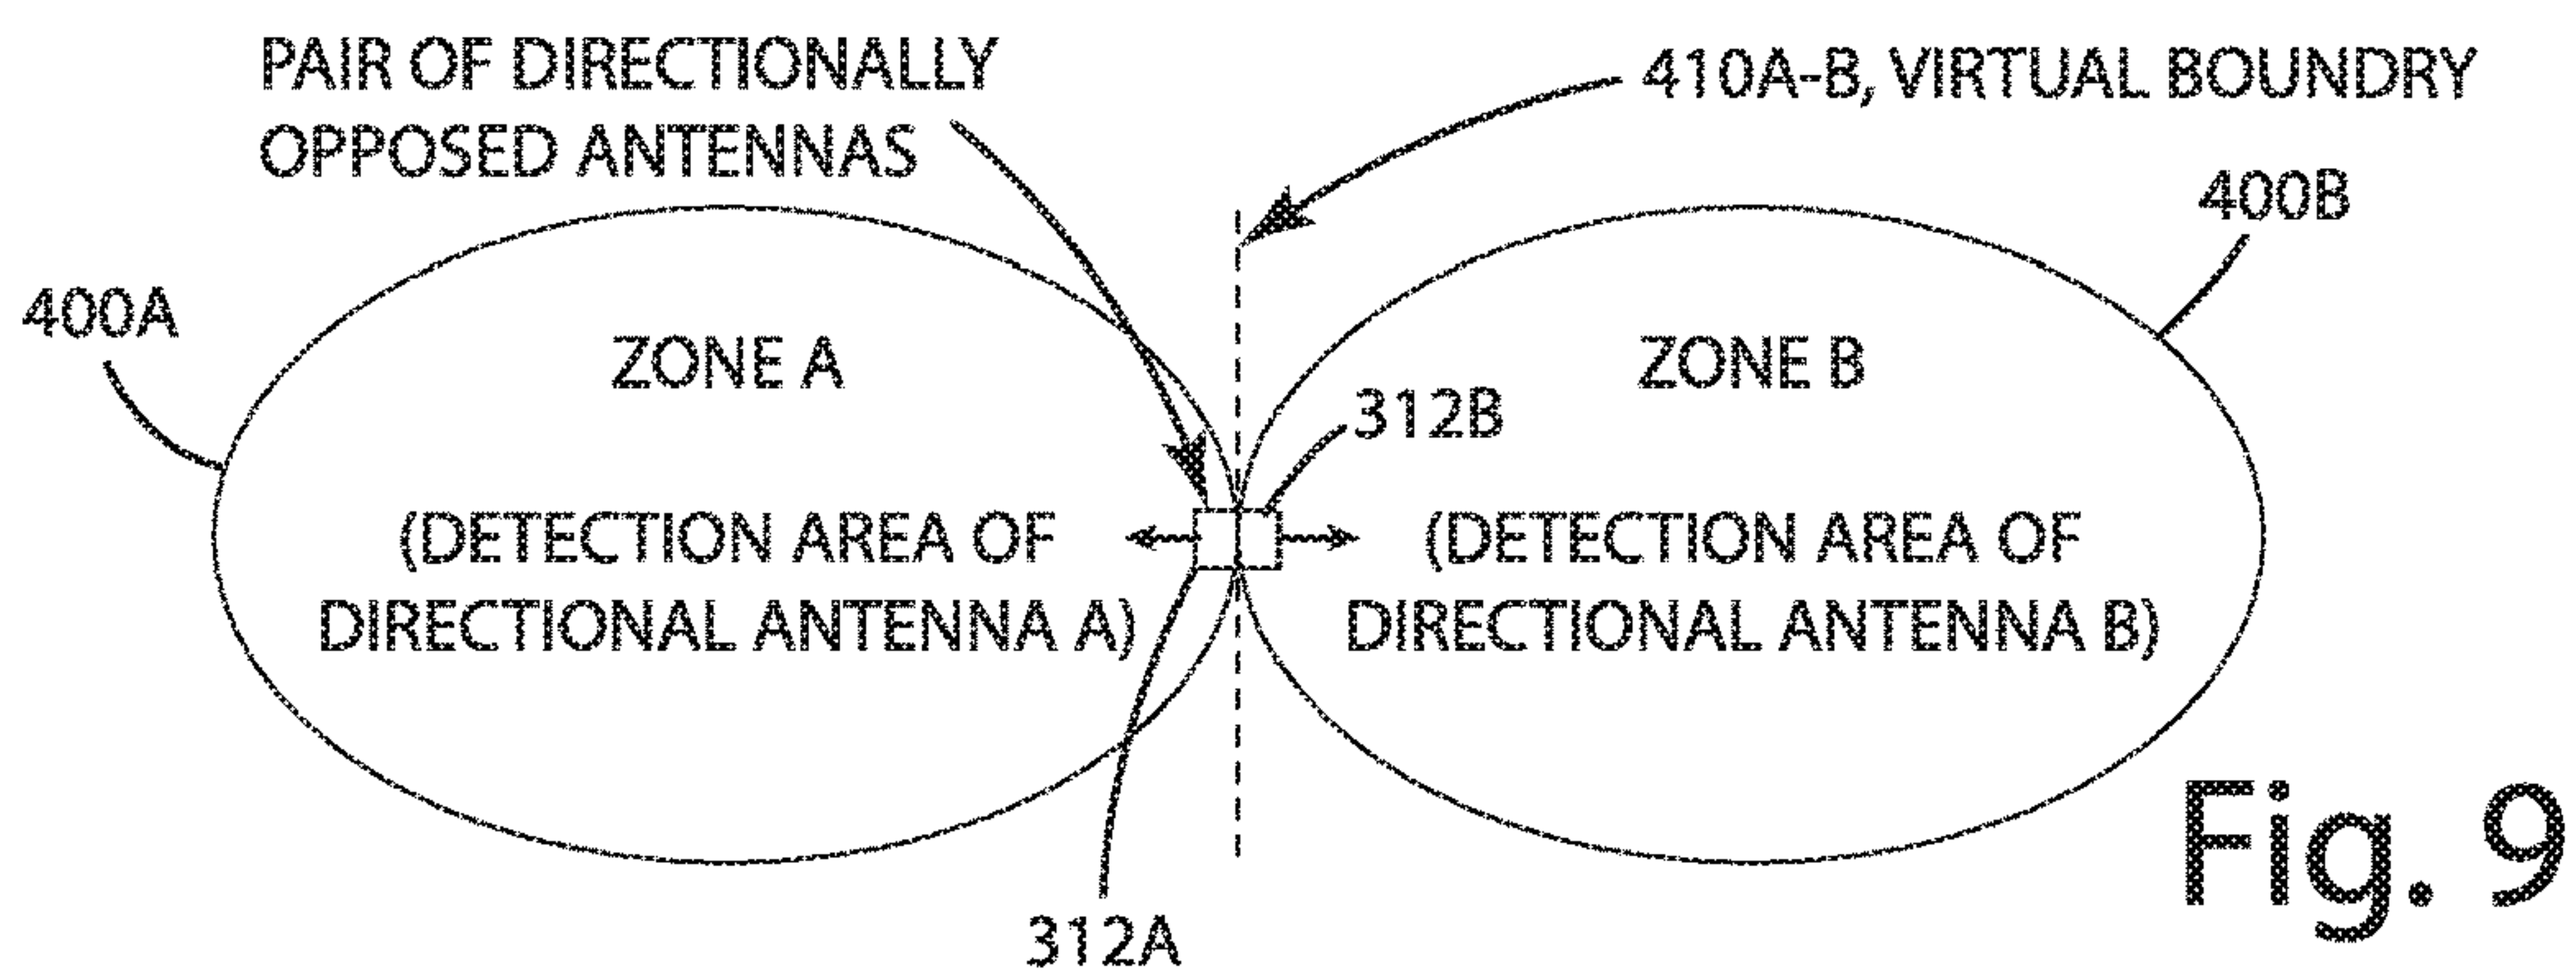 PAIR OF DIRECTIONALLY
OPPOSED ANTENNAS
410A-B, VIRTUAL BOUNDRY
400B
400A
ZONE A
ZONE B
312B
(DETECTION AREA OF
DIRECTIONAL ANTENNA A)
(DETECTION AREA OF
DIRECTIONAL ANTENNA B)
312A
Fig. 9